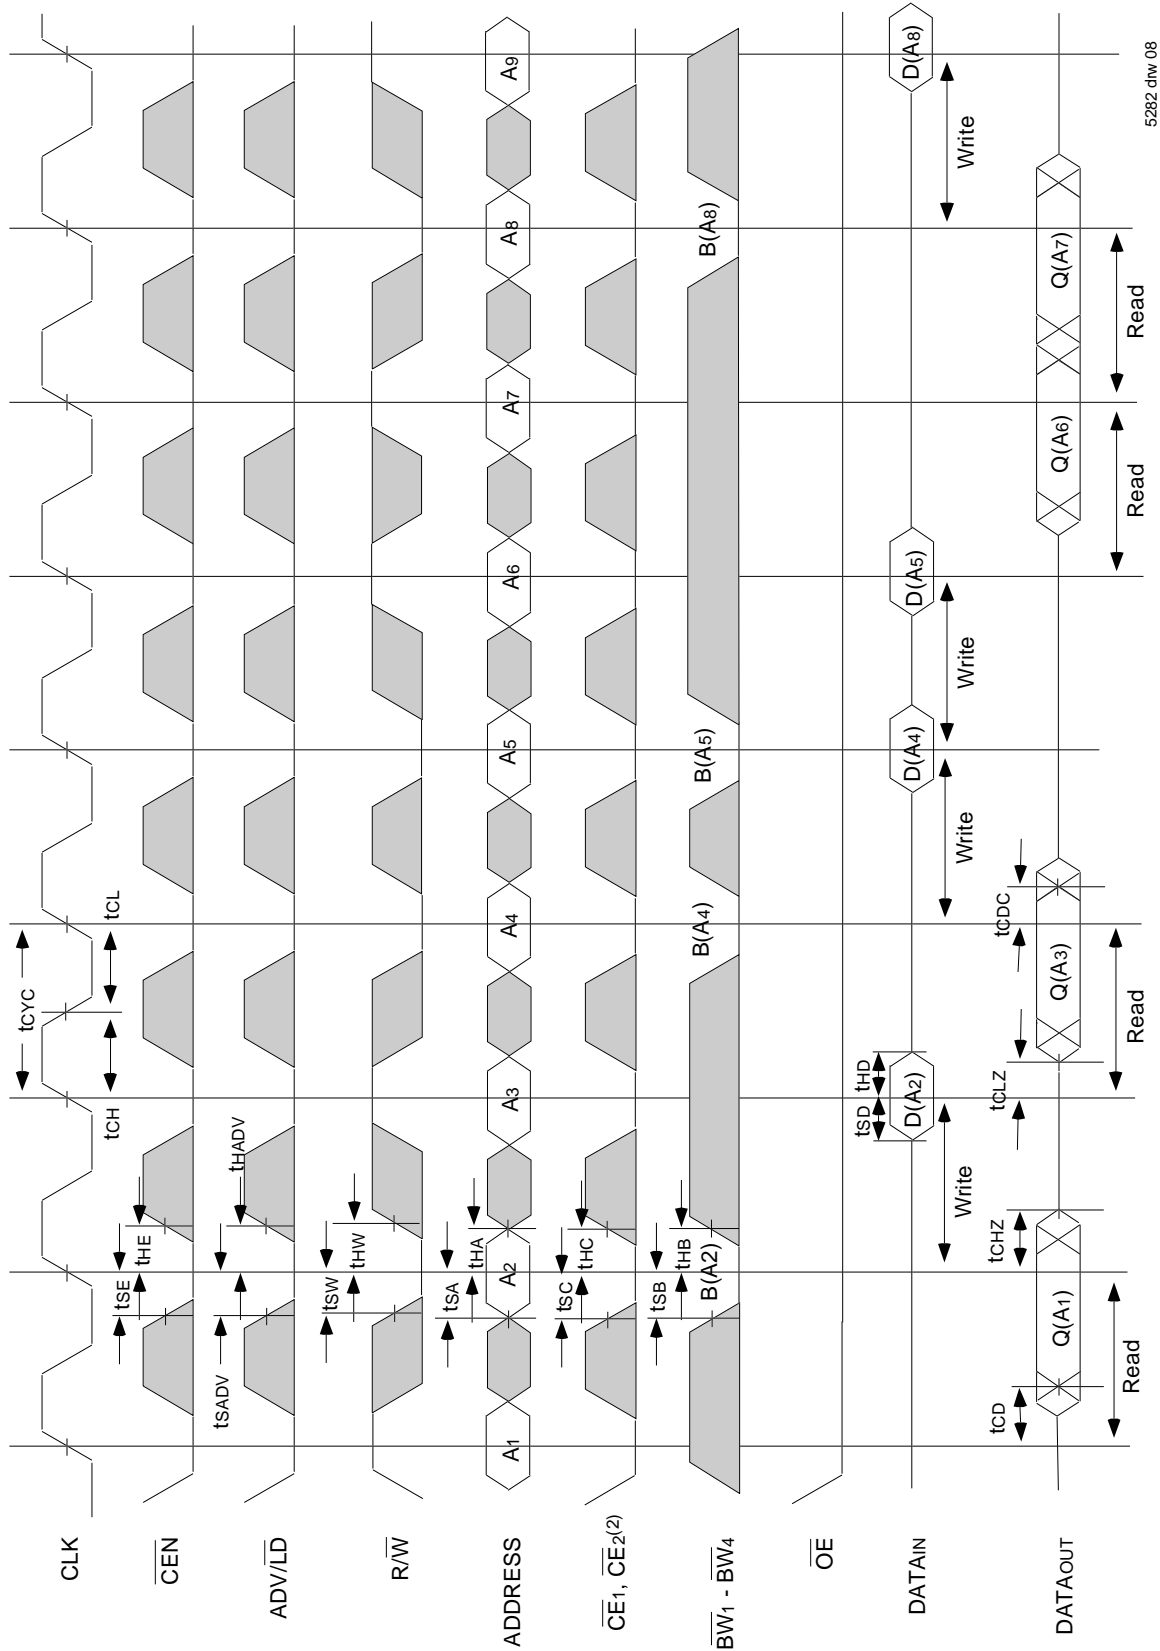 CLK
tCYC
tCH
tCL
CEN
tSE
tHE
ADV/LD
tSADV
tHADV
R/W
tSW
tHW
ADDRESS
A1
A2
A3
A4
A5
A6
A7
A8
A9
tSA
tHA
CE1, CE2(2)
tSC
tHC
BW1 - BW4
tSB
tHB
B(A2)
B(A4)
B(A5)
B(A8)
OE
DATAIN
tSD
tHD
D(A2)
D(A4)
D(A5)
D(A8)
Write
Write
Write
Write
DATAOUT
tCD
tCHZ
tCLZ
tCDC
Q(A1)
Q(A3)
Q(A6)
Q(A7)
Read
Read
Read
Read
5282 drw 08